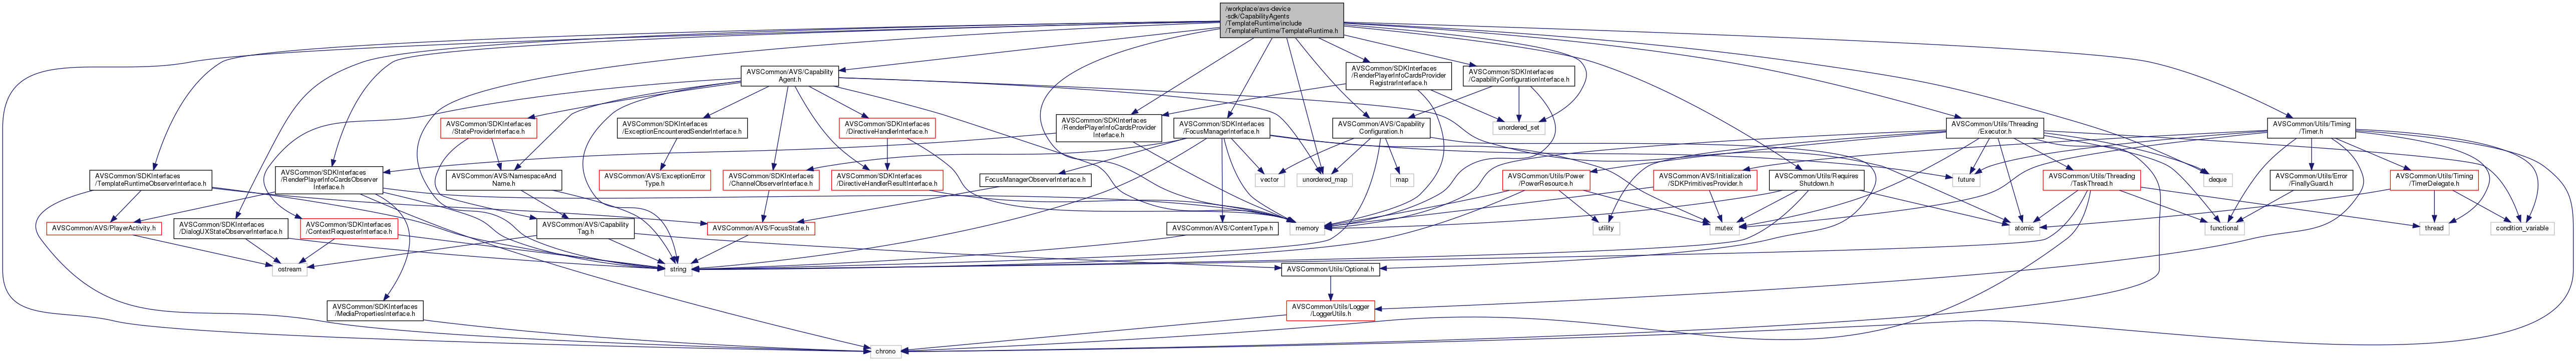 /workplace/avs-device
-sdk/CapabilityAgents
/TemplateRuntime/include
/TemplateRuntime/TemplateRuntime.h
AVSCommon/AVS/Capability
Agent.h
AVSCommon/SDKInterfaces
/RenderPlayerInfoCardsProvider
RegistrarInterface.h
AVSCommon/SDKInterfaces
/CapabilityConfigurationInterface.h
AVSCommon/SDKInterfaces
/StateProviderInterface.h
AVSCommon/SDKInterfaces
/ExceptionEncounteredSenderInterface.h
AVSCommon/SDKInterfaces
/DirectiveHandlerInterface.h
AVSCommon/SDKInterfaces
/RenderPlayerInfoCardsProvider
Interface.h
AVSCommon/SDKInterfaces
/FocusManagerInterface.h
AVSCommon/AVS/Capability
Configuration.h
unordered_set
AVSCommon/Utils/Threading
/Executor.h
AVSCommon/Utils/Timing
/Timer.h
AVSCommon/SDKInterfaces
/TemplateRuntimeObserverInterface.h
AVSCommon/SDKInterfaces
/RenderPlayerInfoCardsObserver
Interface.h
AVSCommon/AVS/NamespaceAnd
Name.h
AVSCommon/AVS/ExceptionError
Type.h
AVSCommon/SDKInterfaces
/ChannelObserverInterface.h
AVSCommon/SDKInterfaces
/DirectiveHandlerResultInterface.h
FocusManagerObserverInterface.h
vector
unordered_map
map
AVSCommon/Utils/Power
/PowerResource.h
AVSCommon/AVS/Initialization
/SDKPrimitivesProvider.h
AVSCommon/Utils/Requires
Shutdown.h
future
AVSCommon/Utils/Threading
/TaskThread.h
deque
AVSCommon/Utils/Error
/FinallyGuard.h
AVSCommon/Utils/Timing
/TimerDelegate.h
AVSCommon/AVS/PlayerActivity.h
AVSCommon/SDKInterfaces
/DialogUXStateObserverInterface.h
AVSCommon/SDKInterfaces
/ContextRequesterInterface.h
AVSCommon/AVS/Capability
Tag.h
AVSCommon/AVS/FocusState.h
AVSCommon/AVS/ContentType.h
memory
utility
mutex
atomic
functional
thread
condition_variable
ostream
string
AVSCommon/Utils/Optional.h
AVSCommon/SDKInterfaces
/MediaPropertiesInterface.h
AVSCommon/Utils/Logger
/LoggerUtils.h
chrono